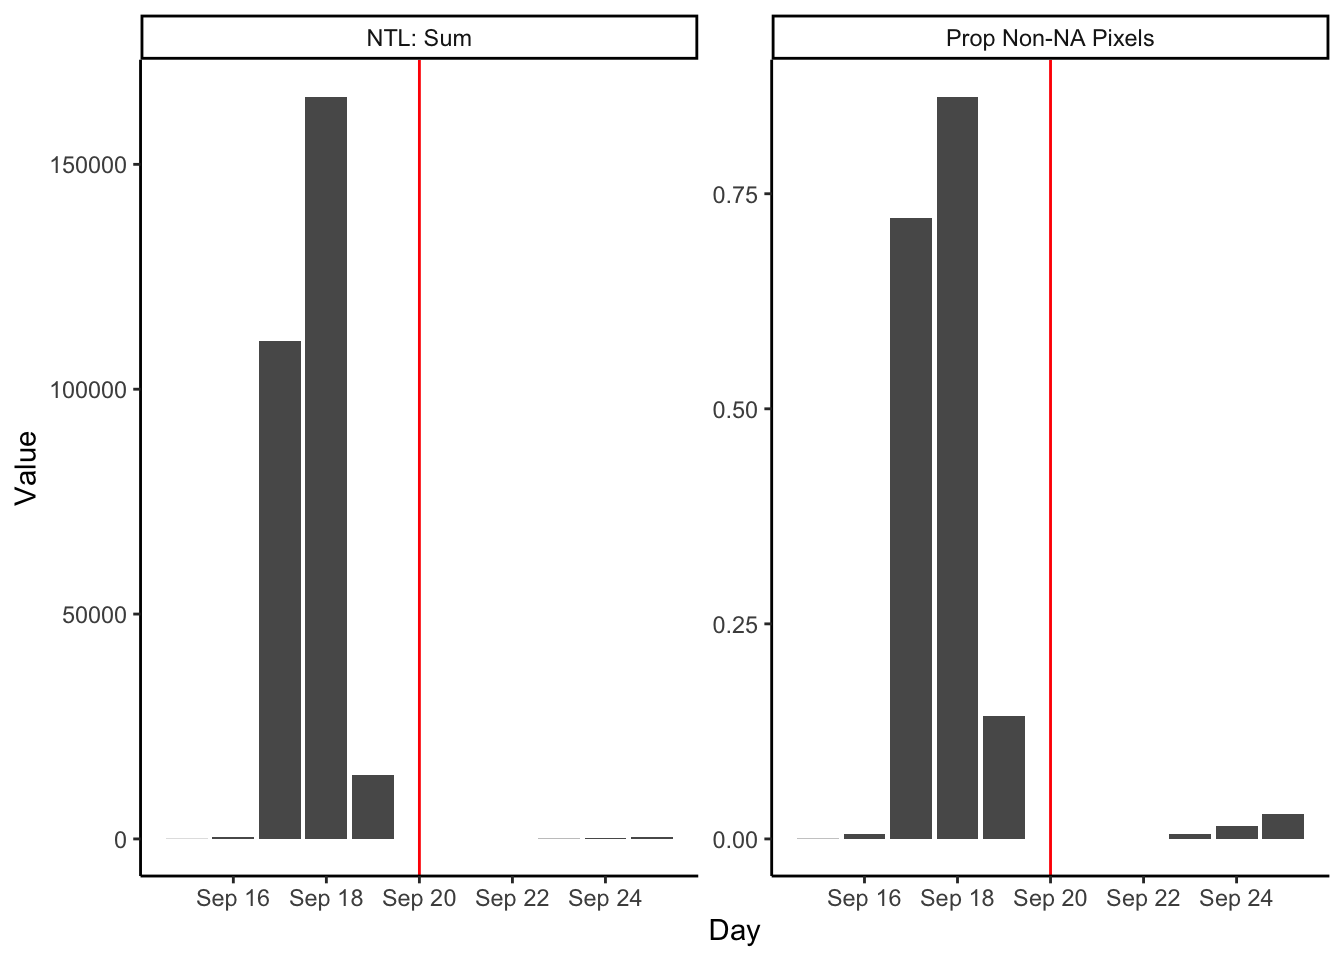 NTL: Sum
Prop Non-NA Pixels
Value
150000
100000
50000
0
0.75
0.50
0.25
0.00
Sep 16 Sep 18 Sep 20 Sep 22 Sep 24
Sep 16 Sep 18 Sep 20 Sep 22 Sep 24
Day